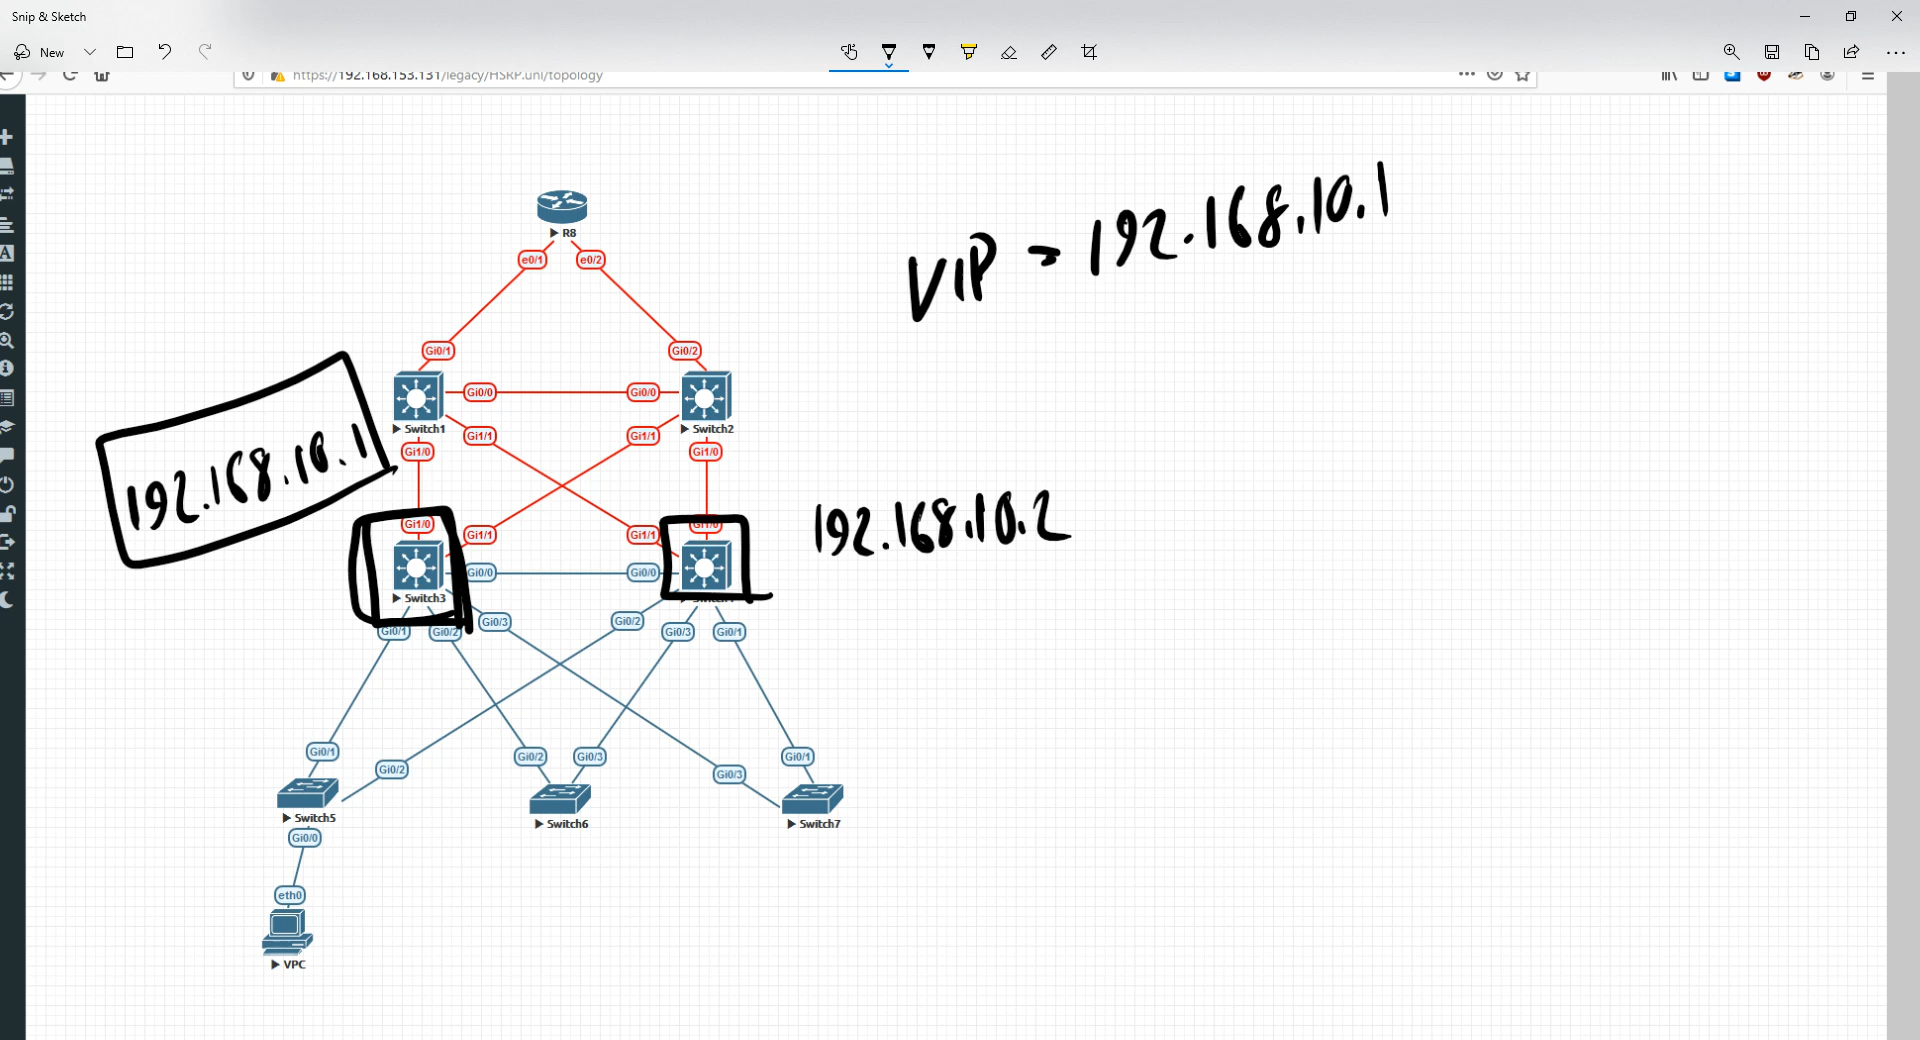 Snip & Sketch
New
https://192.168.153.131/legacy/HSRP.unl/topology
VIP = 192.168.10.1
R8
e0/1 e0/2
Gi0/1 Gi0/2
Gi0/0 Gi0/0
Switch1 Switch2
Gi1/1 Gi1/1
Gi1/0 Gi1/0
192.168.10.1
192.168.10.2
Gi1/0 Gi1/0
Gi1/1 Gi1/1
Gi0/0 Gi0/0
Switch3
Gi0/1 Gi0/2 Gi0/3 Gi0/2 Gi0/3 Gi0/1
Gi0/1 Gi0/2 Gi0/2 Gi0/3 Gi0/3 Gi0/1
Switch5 Switch6 Switch7
Gi0/0
eth0
VPC